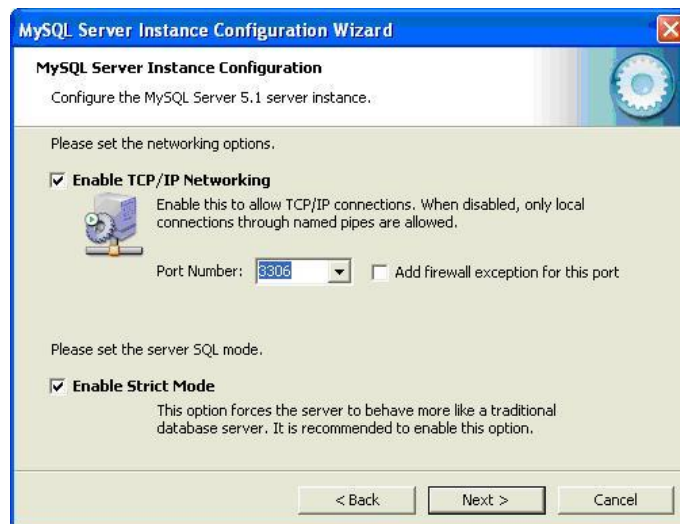 MySQL Server Instance Configuration Wizard
MySQL Server Instance Configuration
Configure the MySQL Server 5.1 server instance.
Please set the networking options.
Enable TCP/IP Networking
Enable this to allow TCP/IP connections. When disabled, only local
connections through named pipes are allowed.
Port Number: 3306 Add firewall exception for this port
Please set the server SQL mode.
Enable Strict Mode
This option forces the server to behave more like a traditional
database server. It is recommended to enable this option.
< Back Next > Cancel